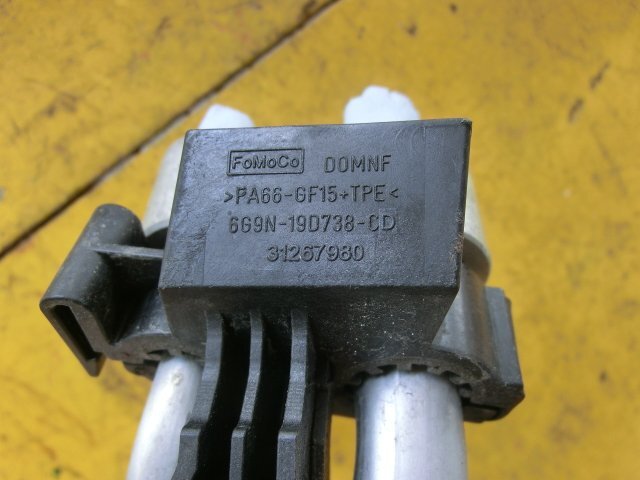 FoMoCo DOMNF
>PA66-GF15+TPE<
6G9N-19D738-CD
31267980